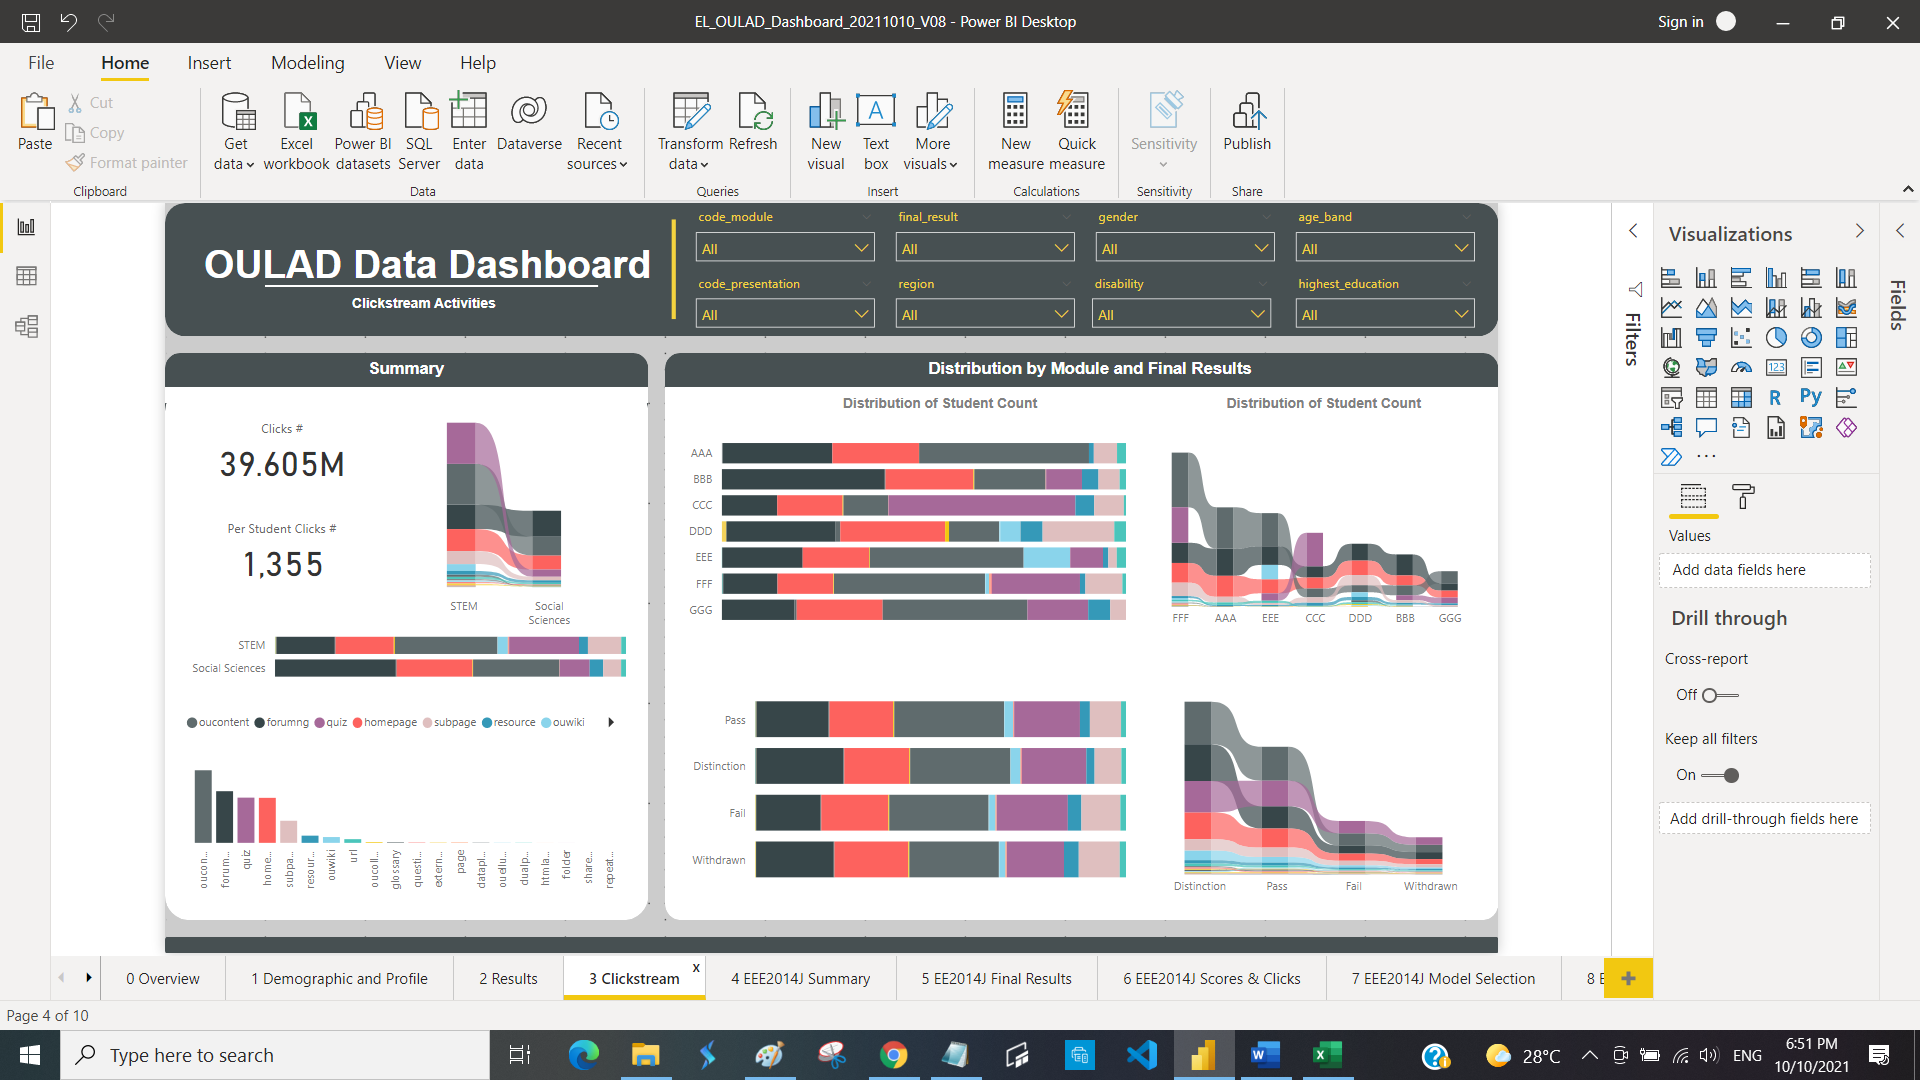 EL_OULAD_Dashboard_20211010_V08 - Power BI Desktop
Sign in
File Home Insert Modeling View Help
Paste
Cut
Copy
Format painter
Clipboard
Get data
Excel workbook
Power BI datasets
SQL Server
Enter data
Dataverse
Recent sources
Data
Transform data
Refresh
Queries
New visual
Text box
More visuals
Insert
New measure
Quick measure
Calculations
Sensitivity
Sensitivity
Publish
Share
OULAD Data Dashboard
Clickstream Activities
code_module final_result gender age_band
All All All All
code_presentation region disability highest_education
All All All All
Summary
Clicks #
39.605M
Per Student Clicks #
1,355
STEM
Social Sciences
STEM
Social Sciences
oucontent forumng quiz homepage subpage resource ouwiki
oucon... forum... quiz home... subpa... resour... ouwiki url oucoll... glossary questi... extern... page datapl... ouelu... dualp... htmla... folder share... repeat...
Distribution by Module and Final Results
Distribution of Student Count
AAA
BBB
CCC
DDD
EEE
FFF
GGG
Distribution of Student Count
FFF AAA EEE CCC DDD BBB GGG
Pass
Distinction
Fail
Withdrawn
Distinction Pass Fail Withdrawn
Filters
Visualizations
R Py
123
Values
Add data fields here
Drill through
Cross-report
Off
Keep all filters
On
Add drill-through fields here
Fields
0 Overview
1 Demographic and Profile
2 Results
3 Clickstream
x
4 EEE2014J Summary
5 EE2014J Final Results
6 EEE2014J Scores & Clicks
7 EEE2014J Model Selection
Page 4 of 10
Type here to search
28°C
ENG
6:51 PM
10/10/2021